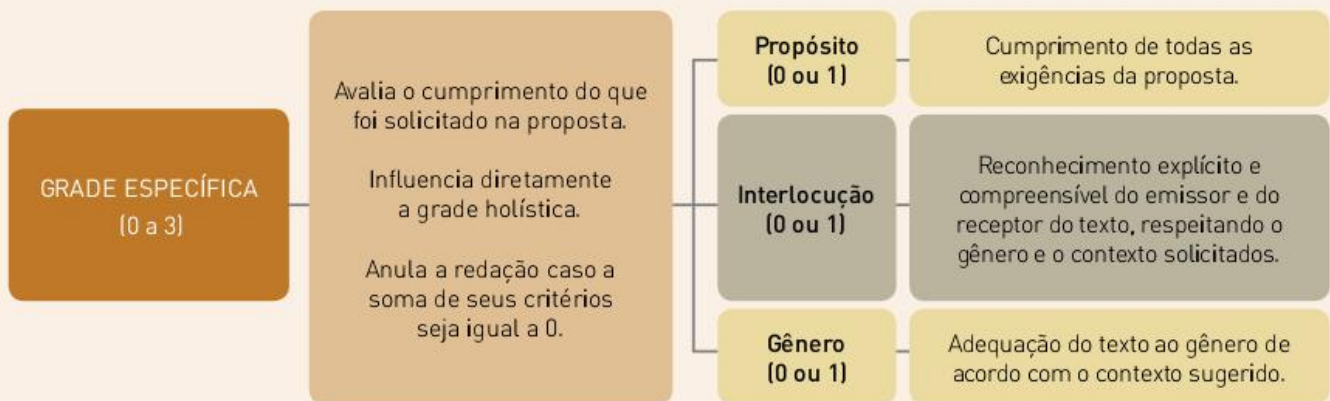 GRADE ESPECÍFICA
(0 a 3)
Avalia o cumprimento do que
foi solicitado na proposta.
Influencia diretamente
a grade holística.
Anula a redação caso a
soma de seus critérios
seja igual a 0.
Propósito
(0 ou 1)
Cumprimento de todas as
exigências da proposta.
Interlocução
(0 ou 1)
Reconhecimento explícito e
compreensível do emissor e do
receptor do texto, respeitando o
gênero e o contexto solicitados.
Gênero
(0 ou 1)
Adequação do texto ao gênero de
acordo com o contexto sugerido.